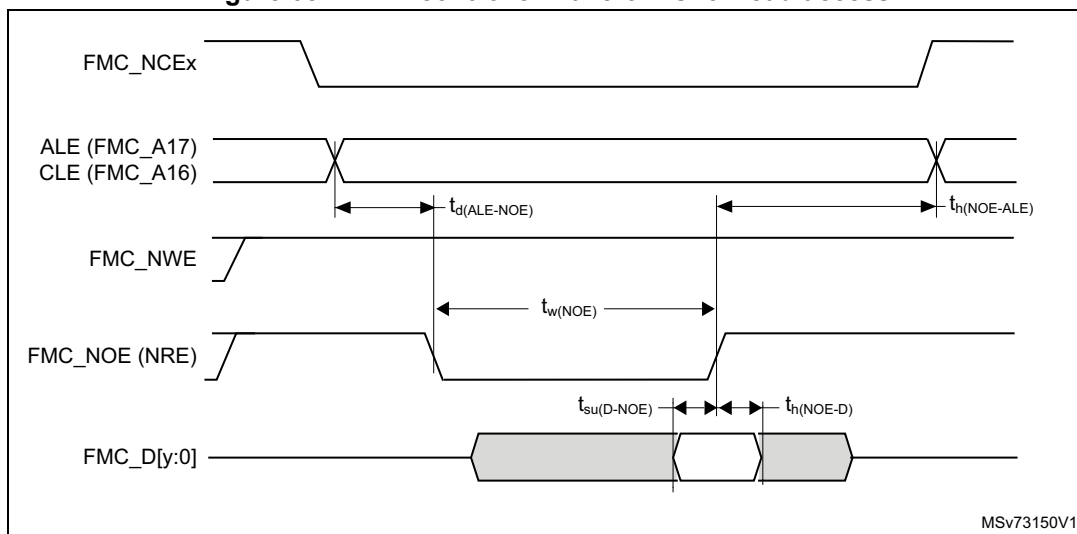 FMC_NCEx
ALE (FMC_A17)
CLE (FMC_A16)
td(ALE-NOE)
th(NOE-ALE)
FMC_NWE
tw(NOE)
FMC_NOE (NRE)
tsu(D-NOE)
th(NOE-D)
FMC_D[y:0]
MSv73150V1